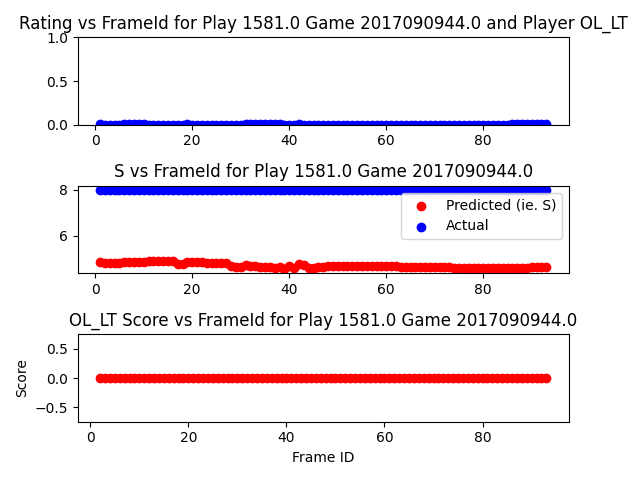 Rating vs FrameId for Play 1581.0 Game 2017090944.0 and Player OL_LT
1.0
0.5
0.0
0 20 40 60 80
S vs FrameId for Play 1581.0 Game 2017090944.0
8
6
Predicted (ie. S)
Actual
0 20 40 60 80
OL_LT Score vs FrameId for Play 1581.0 Game 2017090944.0
Score
0.5
0.0
−0.5
0 20 40 60 80
Frame ID